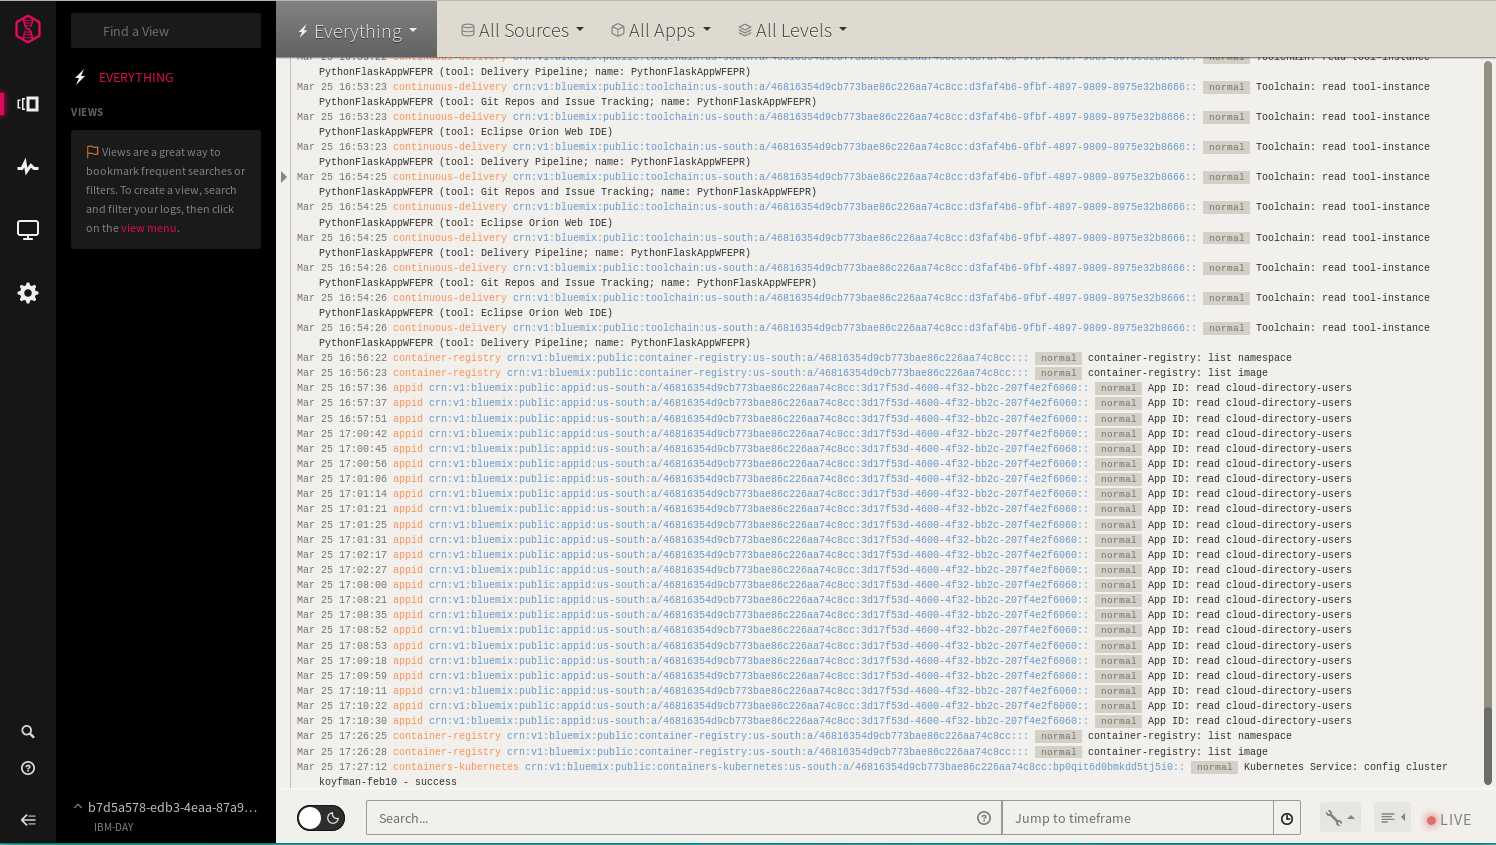 Find a View
EVERYTHING
VIEWS
Views are a great way to
bookmark frequent searches or
filters. To create a view, search
and filter your logs, then click
on the view menu.
b7d5a578-edb3-4eaa-87a9...
IBM-DAY
Everything All Sources All Apps All Levels
Mar 25 16:53:22 continuous-delivery crn:v1:bluemix:public:toolchain:us-south:a/46816354d9cb773bae86c226aa74c8cc:d3faf4b6-9fbf-4897-9809-8975e32b8666:: normal Toolchain: read tool-instance
PythonFlaskAppWFEPR (tool: Delivery Pipeline; name: PythonFlaskAppWFEPR)
Mar 25 16:53:23 continuous-delivery crn:v1:bluemix:public:toolchain:us-south:a/46816354d9cb773bae86c226aa74c8cc:d3faf4b6-9fbf-4897-9809-8975e32b8666:: normal Toolchain: read tool-instance
PythonFlaskAppWFEPR (tool: Git Repos and Issue Tracking; name: PythonFlaskAppWFEPR)
Mar 25 16:53:23 continuous-delivery crn:v1:bluemix:public:toolchain:us-south:a/46816354d9cb773bae86c226aa74c8cc:d3faf4b6-9fbf-4897-9809-8975e32b8666:: normal Toolchain: read tool-instance
PythonFlaskAppWFEPR (tool: Eclipse Orion Web IDE)
Mar 25 16:53:23 continuous-delivery crn:v1:bluemix:public:toolchain:us-south:a/46816354d9cb773bae86c226aa74c8cc:d3faf4b6-9fbf-4897-9809-8975e32b8666:: normal Toolchain: read tool-instance
PythonFlaskAppWFEPR (tool: Delivery Pipeline; name: PythonFlaskAppWFEPR)
Mar 25 16:54:25 continuous-delivery crn:v1:bluemix:public:toolchain:us-south:a/46816354d9cb773bae86c226aa74c8cc:d3faf4b6-9fbf-4897-9809-8975e32b8666:: normal Toolchain: read tool-instance
PythonFlaskAppWFEPR (tool: Git Repos and Issue Tracking; name: PythonFlaskAppWFEPR)
Mar 25 16:54:25 continuous-delivery crn:v1:bluemix:public:toolchain:us-south:a/46816354d9cb773bae86c226aa74c8cc:d3faf4b6-9fbf-4897-9809-8975e32b8666:: normal Toolchain: read tool-instance
PythonFlaskAppWFEPR (tool: Eclipse Orion Web IDE)
Mar 25 16:54:25 continuous-delivery crn:v1:bluemix:public:toolchain:us-south:a/46816354d9cb773bae86c226aa74c8cc:d3faf4b6-9fbf-4897-9809-8975e32b8666:: normal Toolchain: read tool-instance
PythonFlaskAppWFEPR (tool: Delivery Pipeline; name: PythonFlaskAppWFEPR)
Mar 25 16:54:26 continuous-delivery crn:v1:bluemix:public:toolchain:us-south:a/46816354d9cb773bae86c226aa74c8cc:d3faf4b6-9fbf-4897-9809-8975e32b8666:: normal Toolchain: read tool-instance
PythonFlaskAppWFEPR (tool: Git Repos and Issue Tracking; name: PythonFlaskAppWFEPR)
Mar 25 16:54:26 continuous-delivery crn:v1:bluemix:public:toolchain:us-south:a/46816354d9cb773bae86c226aa74c8cc:d3faf4b6-9fbf-4897-9809-8975e32b8666:: normal Toolchain: read tool-instance
PythonFlaskAppWFEPR (tool: Eclipse Orion Web IDE)
Mar 25 16:54:26 continuous-delivery crn:v1:bluemix:public:toolchain:us-south:a/46816354d9cb773bae86c226aa74c8cc:d3faf4b6-9fbf-4897-9809-8975e32b8666:: normal Toolchain: read tool-instance
PythonFlaskAppWFEPR (tool: Delivery Pipeline; name: PythonFlaskAppWFEPR)
Mar 25 16:56:22 container-registry crn:v1:bluemix:public:container-registry:us-south:a/46816354d9cb773bae86c226aa74c8cc::: normal container-registry: list namespace
Mar 25 16:56:23 container-registry crn:v1:bluemix:public:container-registry:us-south:a/46816354d9cb773bae86c226aa74c8cc::: normal container-registry: list image
Mar 25 16:57:36 appid crn:v1:bluemix:public:appid:us-south:a/46816354d9cb773bae86c226aa74c8cc:3d17f53d-4600-4f32-bb2c-207f4e2f6060:: normal App ID: read cloud-directory-users
Mar 25 16:57:37 appid crn:v1:bluemix:public:appid:us-south:a/46816354d9cb773bae86c226aa74c8cc:3d17f53d-4600-4f32-bb2c-207f4e2f6060:: normal App ID: read cloud-directory-users
Mar 25 16:57:51 appid crn:v1:bluemix:public:appid:us-south:a/46816354d9cb773bae86c226aa74c8cc:3d17f53d-4600-4f32-bb2c-207f4e2f6060:: normal App ID: read cloud-directory-users
Mar 25 17:00:42 appid crn:v1:bluemix:public:appid:us-south:a/46816354d9cb773bae86c226aa74c8cc:3d17f53d-4600-4f32-bb2c-207f4e2f6060:: normal App ID: read cloud-directory-users
Mar 25 17:00:45 appid crn:v1:bluemix:public:appid:us-south:a/46816354d9cb773bae86c226aa74c8cc:3d17f53d-4600-4f32-bb2c-207f4e2f6060:: normal App ID: read cloud-directory-users
Mar 25 17:00:56 appid crn:v1:bluemix:public:appid:us-south:a/46816354d9cb773bae86c226aa74c8cc:3d17f53d-4600-4f32-bb2c-207f4e2f6060:: normal App ID: read cloud-directory-users
Mar 25 17:01:06 appid crn:v1:bluemix:public:appid:us-south:a/46816354d9cb773bae86c226aa74c8cc:3d17f53d-4600-4f32-bb2c-207f4e2f6060:: normal App ID: read cloud-directory-users
Mar 25 17:01:14 appid crn:v1:bluemix:public:appid:us-south:a/46816354d9cb773bae86c226aa74c8cc:3d17f53d-4600-4f32-bb2c-207f4e2f6060:: normal App ID: read cloud-directory-users
Mar 25 17:01:21 appid crn:v1:bluemix:public:appid:us-south:a/46816354d9cb773bae86c226aa74c8cc:3d17f53d-4600-4f32-bb2c-207f4e2f6060:: normal App ID: read cloud-directory-users
Mar 25 17:01:25 appid crn:v1:bluemix:public:appid:us-south:a/46816354d9cb773bae86c226aa74c8cc:3d17f53d-4600-4f32-bb2c-207f4e2f6060:: normal App ID: read cloud-directory-users
Mar 25 17:01:31 appid crn:v1:bluemix:public:appid:us-south:a/46816354d9cb773bae86c226aa74c8cc:3d17f53d-4600-4f32-bb2c-207f4e2f6060:: normal App ID: read cloud-directory-users
Mar 25 17:02:17 appid crn:v1:bluemix:public:appid:us-south:a/46816354d9cb773bae86c226aa74c8cc:3d17f53d-4600-4f32-bb2c-207f4e2f6060:: normal App ID: read cloud-directory-users
Mar 25 17:02:27 appid crn:v1:bluemix:public:appid:us-south:a/46816354d9cb773bae86c226aa74c8cc:3d17f53d-4600-4f32-bb2c-207f4e2f6060:: normal App ID: read cloud-directory-users
Mar 25 17:08:00 appid crn:v1:bluemix:public:appid:us-south:a/46816354d9cb773bae86c226aa74c8cc:3d17f53d-4600-4f32-bb2c-207f4e2f6060:: normal App ID: read cloud-directory-users
Mar 25 17:08:21 appid crn:v1:bluemix:public:appid:us-south:a/46816354d9cb773bae86c226aa74c8cc:3d17f53d-4600-4f32-bb2c-207f4e2f6060:: normal App ID: read cloud-directory-users
Mar 25 17:08:35 appid crn:v1:bluemix:public:appid:us-south:a/46816354d9cb773bae86c226aa74c8cc:3d17f53d-4600-4f32-bb2c-207f4e2f6060:: normal App ID: read cloud-directory-users
Mar 25 17:08:52 appid crn:v1:bluemix:public:appid:us-south:a/46816354d9cb773bae86c226aa74c8cc:3d17f53d-4600-4f32-bb2c-207f4e2f6060:: normal App ID: read cloud-directory-users
Mar 25 17:08:53 appid crn:v1:bluemix:public:appid:us-south:a/46816354d9cb773bae86c226aa74c8cc:3d17f53d-4600-4f32-bb2c-207f4e2f6060:: normal App ID: read cloud-directory-users
Mar 25 17:09:18 appid crn:v1:bluemix:public:appid:us-south:a/46816354d9cb773bae86c226aa74c8cc:3d17f53d-4600-4f32-bb2c-207f4e2f6060:: normal App ID: read cloud-directory-users
Mar 25 17:09:59 appid crn:v1:bluemix:public:appid:us-south:a/46816354d9cb773bae86c226aa74c8cc:3d17f53d-4600-4f32-bb2c-207f4e2f6060:: normal App ID: read cloud-directory-users
Mar 25 17:10:11 appid crn:v1:bluemix:public:appid:us-south:a/46816354d9cb773bae86c226aa74c8cc:3d17f53d-4600-4f32-bb2c-207f4e2f6060:: normal App ID: read cloud-directory-users
Mar 25 17:10:22 appid crn:v1:bluemix:public:appid:us-south:a/46816354d9cb773bae86c226aa74c8cc:3d17f53d-4600-4f32-bb2c-207f4e2f6060:: normal App ID: read cloud-directory-users
Mar 25 17:10:30 appid crn:v1:bluemix:public:appid:us-south:a/46816354d9cb773bae86c226aa74c8cc:3d17f53d-4600-4f32-bb2c-207f4e2f6060:: normal App ID: read cloud-directory-users
Mar 25 17:26:25 container-registry crn:v1:bluemix:public:container-registry:us-south:a/46816354d9cb773bae86c226aa74c8cc::: normal container-registry: list namespace
Mar 25 17:26:28 container-registry crn:v1:bluemix:public:container-registry:us-south:a/46816354d9cb773bae86c226aa74c8cc::: normal container-registry: list image
Mar 25 17:27:12 containers-kubernetes crn:v1:bluemix:public:containers-kubernetes:us-south:a/46816354d9cb773bae86c226aa74c8cc:bp0qit6d0bmkdd5tj5i0:: normal Kubernetes Service: config cluster
koyfman-feb10 - success
Search... Jump to timeframe LIVE